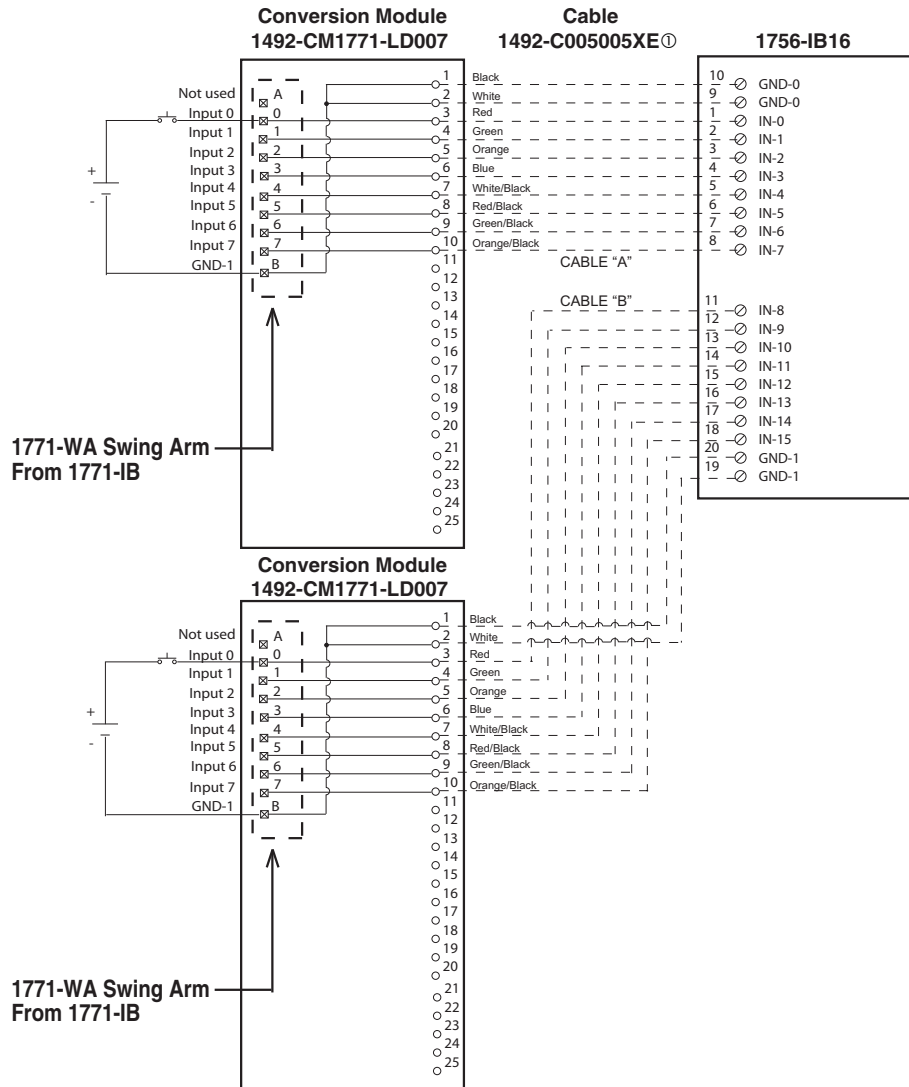 Conversion Module
1492-CM1771-LD007
Cable
1492-C005005XE①
1756-IB16
Not used A
Input 0 0
Input 1 1
Input 2 2
Input 3 3
Input 4 4
Input 5 5
Input 6 6
Input 7 7
GND-1 B
+
-
1 Black 10 GND-0
2 White 9 GND-0
3 Red 1 IN-0
4 Green 2 IN-1
5 Orange 3 IN-2
6 Blue 4 IN-3
7 White/Black 5 IN-4
8 Red/Black 6 IN-5
9 Green/Black 7 IN-6
10 Orange/Black 8 IN-7
11
12
13
14
15
16
17
18
19
20
21
22
23
24
25
CABLE "A"
CABLE "B"
11 IN-8
12 IN-9
13 IN-10
14 IN-11
15 IN-12
16 IN-13
17 IN-14
18 IN-15
20 GND-1
19 GND-1
1771-WA Swing Arm
From 1771-IB
Conversion Module
1492-CM1771-LD007
Not used A
Input 0 0
Input 1 1
Input 2 2
Input 3 3
Input 4 4
Input 5 5
Input 6 6
Input 7 7
GND-1 B
+
-
1 Black
2 White
3 Red
4 Green
5 Orange
6 Blue
7 White/Black
8 Red/Black
9 Green/Black
10 Orange/Black
11
12
13
14
15
16
17
18
19
20
21
22
23
24
25
1771-WA Swing Arm
From 1771-IB